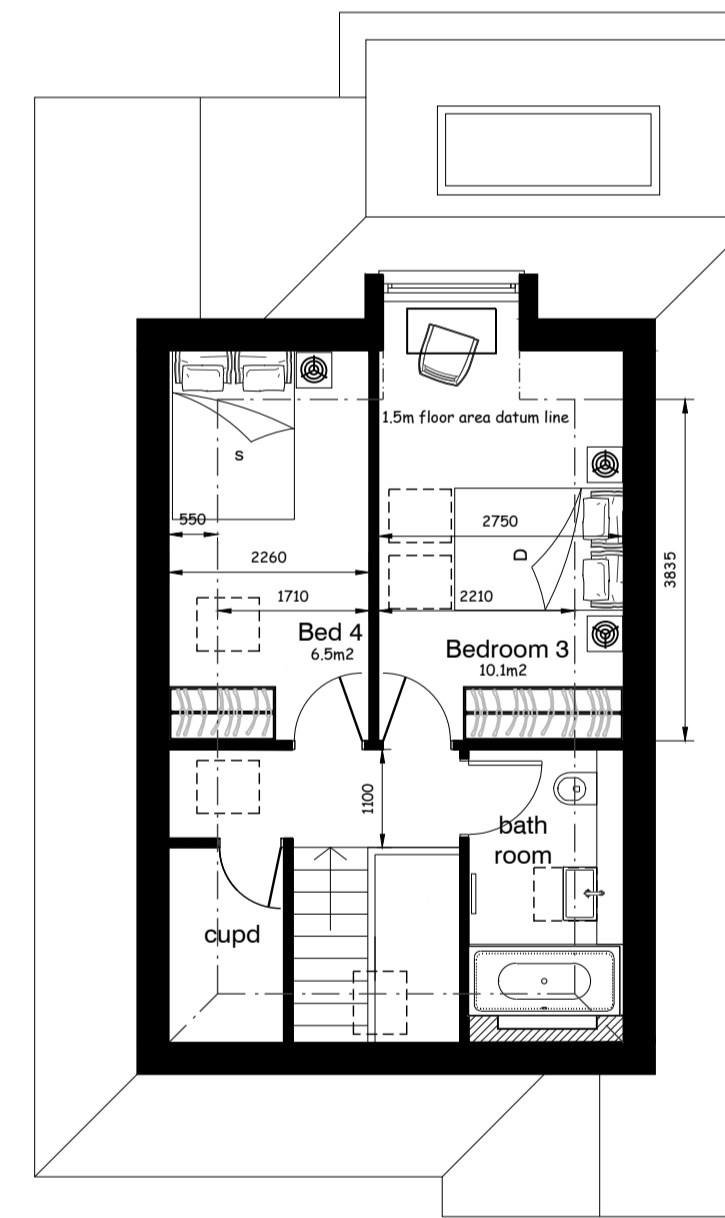 1.5m floor area datum line
s
550
2750
D
2260
3835
1710
2210
Bed 4
6.5m2
Bedroom 3
10.1m2
1100
bath
room
cupd